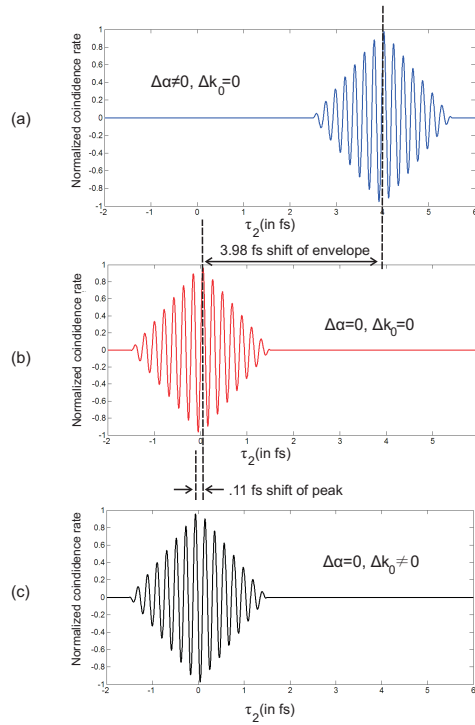 (a)
Normalized coindidence rate
1
0.8
0.6
0.4
0.2
0
-0.2
-0.4
-0.6
-0.8
-1
Δα≠0, Δk₀=0
-2 -1 0 1 2 3 4 5 6
τ₂(in fs)
3.98 fs shift of envelope
(b)
Normalized coincidence rate
1
0.8
0.6
0.4
0.2
0
-0.2
-0.4
-0.6
-0.8
-1
Δα=0, Δk₀=0
-2 -1 0 1 2 3 4 5
τ₂(in fs)
.11 fs shift of peak
(c)
Normalized coincidence rate
1
0.8
0.6
0.4
0.2
0
-0.2
-0.4
-0.6
-0.8
-1
Δα=0, Δk₀≠0
-2 -1 0 1 2 3 4 5 6
τ₂(in fs)